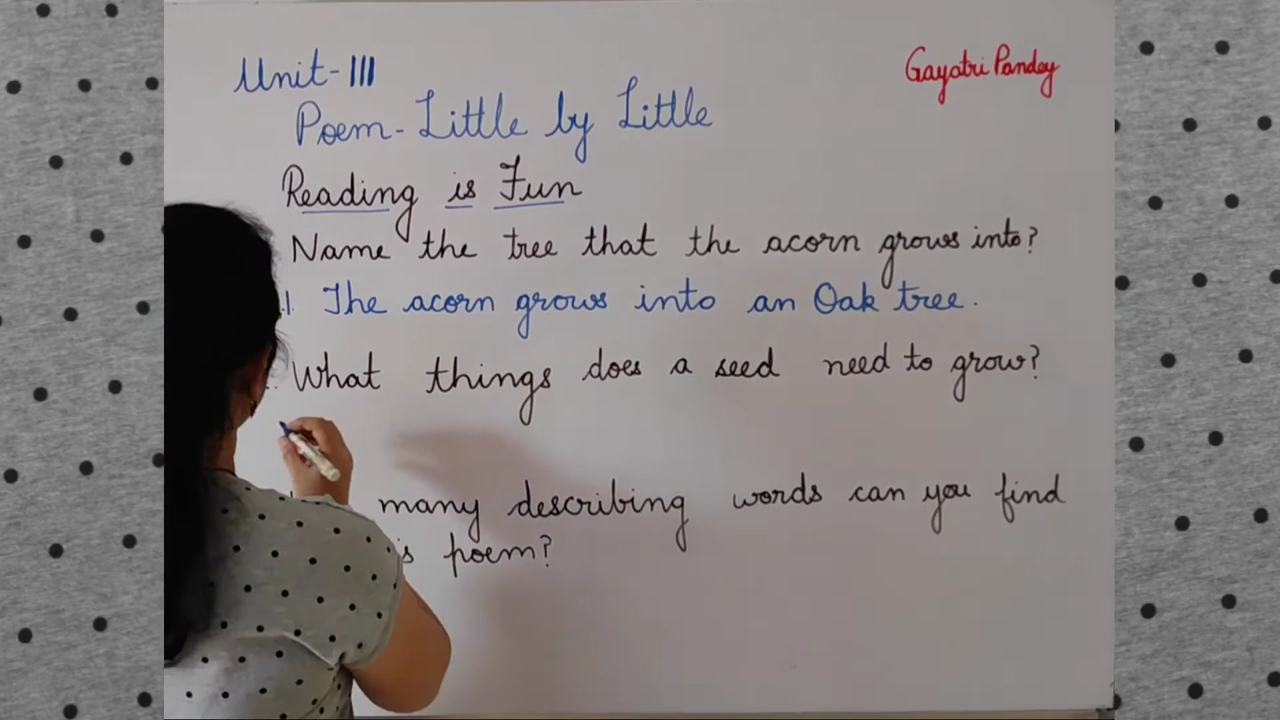 Unit-III
Gayatri Pandey
Poem- Little by Little
Reading is Fun
Name the tree that the acorn grows into?
.1. The acorn grows into an Oak tree.
What things does a seed need to grow?
many describing words can you find
poem?